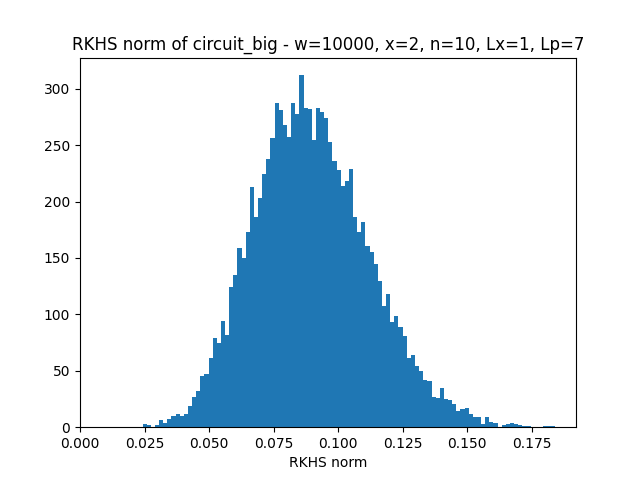 RKHS norm of circuit_big - w=10000, x=2, n=10, Lx=1, Lp=7
300
250
200
150
100
50
0
0.000 0.025 0.050 0.075 0.100 0.125 0.150 0.175
RKHS norm